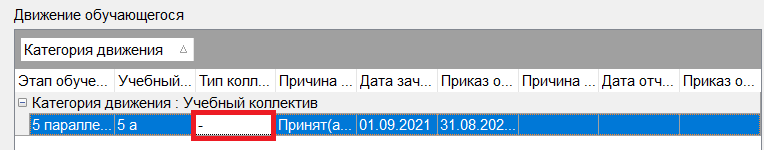 Движение обучающегося
Категория движения
Этап обуче... Учебный... Тип колл... Причина ... Дата зач... Приказ о... Причина ... Дата отч... Приказ о...
Категория движения : Учебный коллектив
5 паралле... 5 а - Принят(а... 01.09.2021 31.08.202...